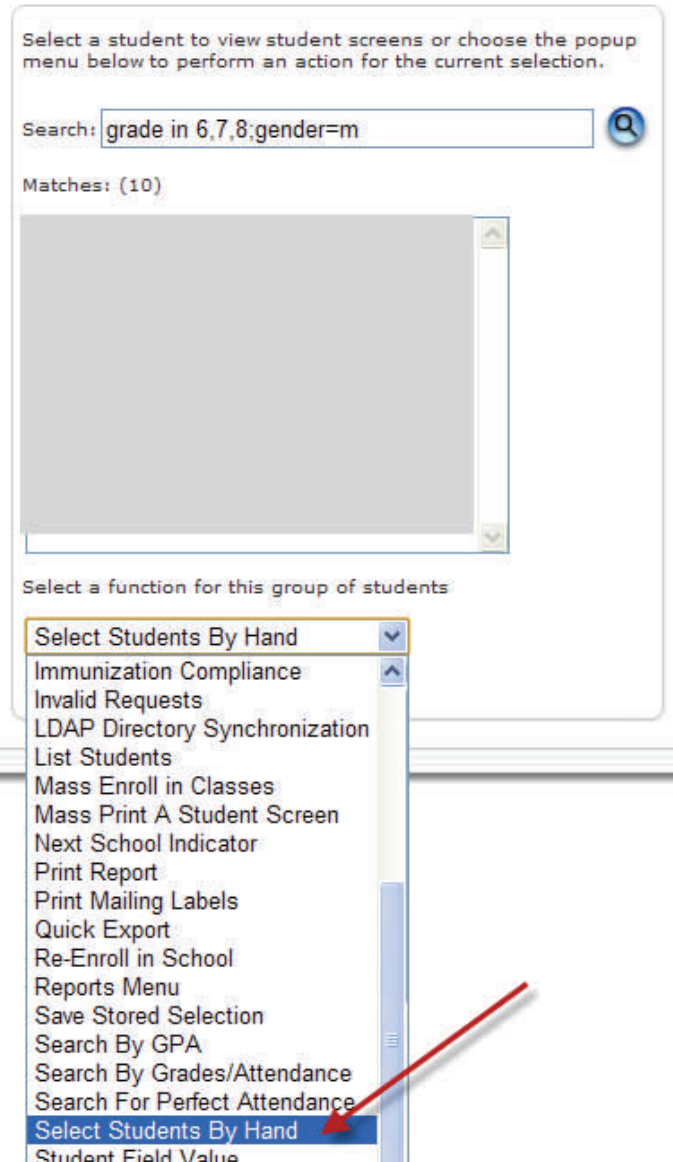 Select a student to view student screens or choose the popup
menu below to perform an action for the current selection.
Search: grade in 6,7,8;gender=m
Matches: (10)
Select a function for this group of students
Select Students By Hand
Immunization Compliance
Invalid Requests
LDAP Directory Synchronization
List Students
Mass Enroll in Classes
Mass Print A Student Screen
Next School Indicator
Print Report
Print Mailing Labels
Quick Export
Re-Enroll in School
Reports Menu
Save Stored Selection
Search By GPA
Search By Grades/Attendance
Search For Perfect Attendance
Select Students By Hand
Student Field Value